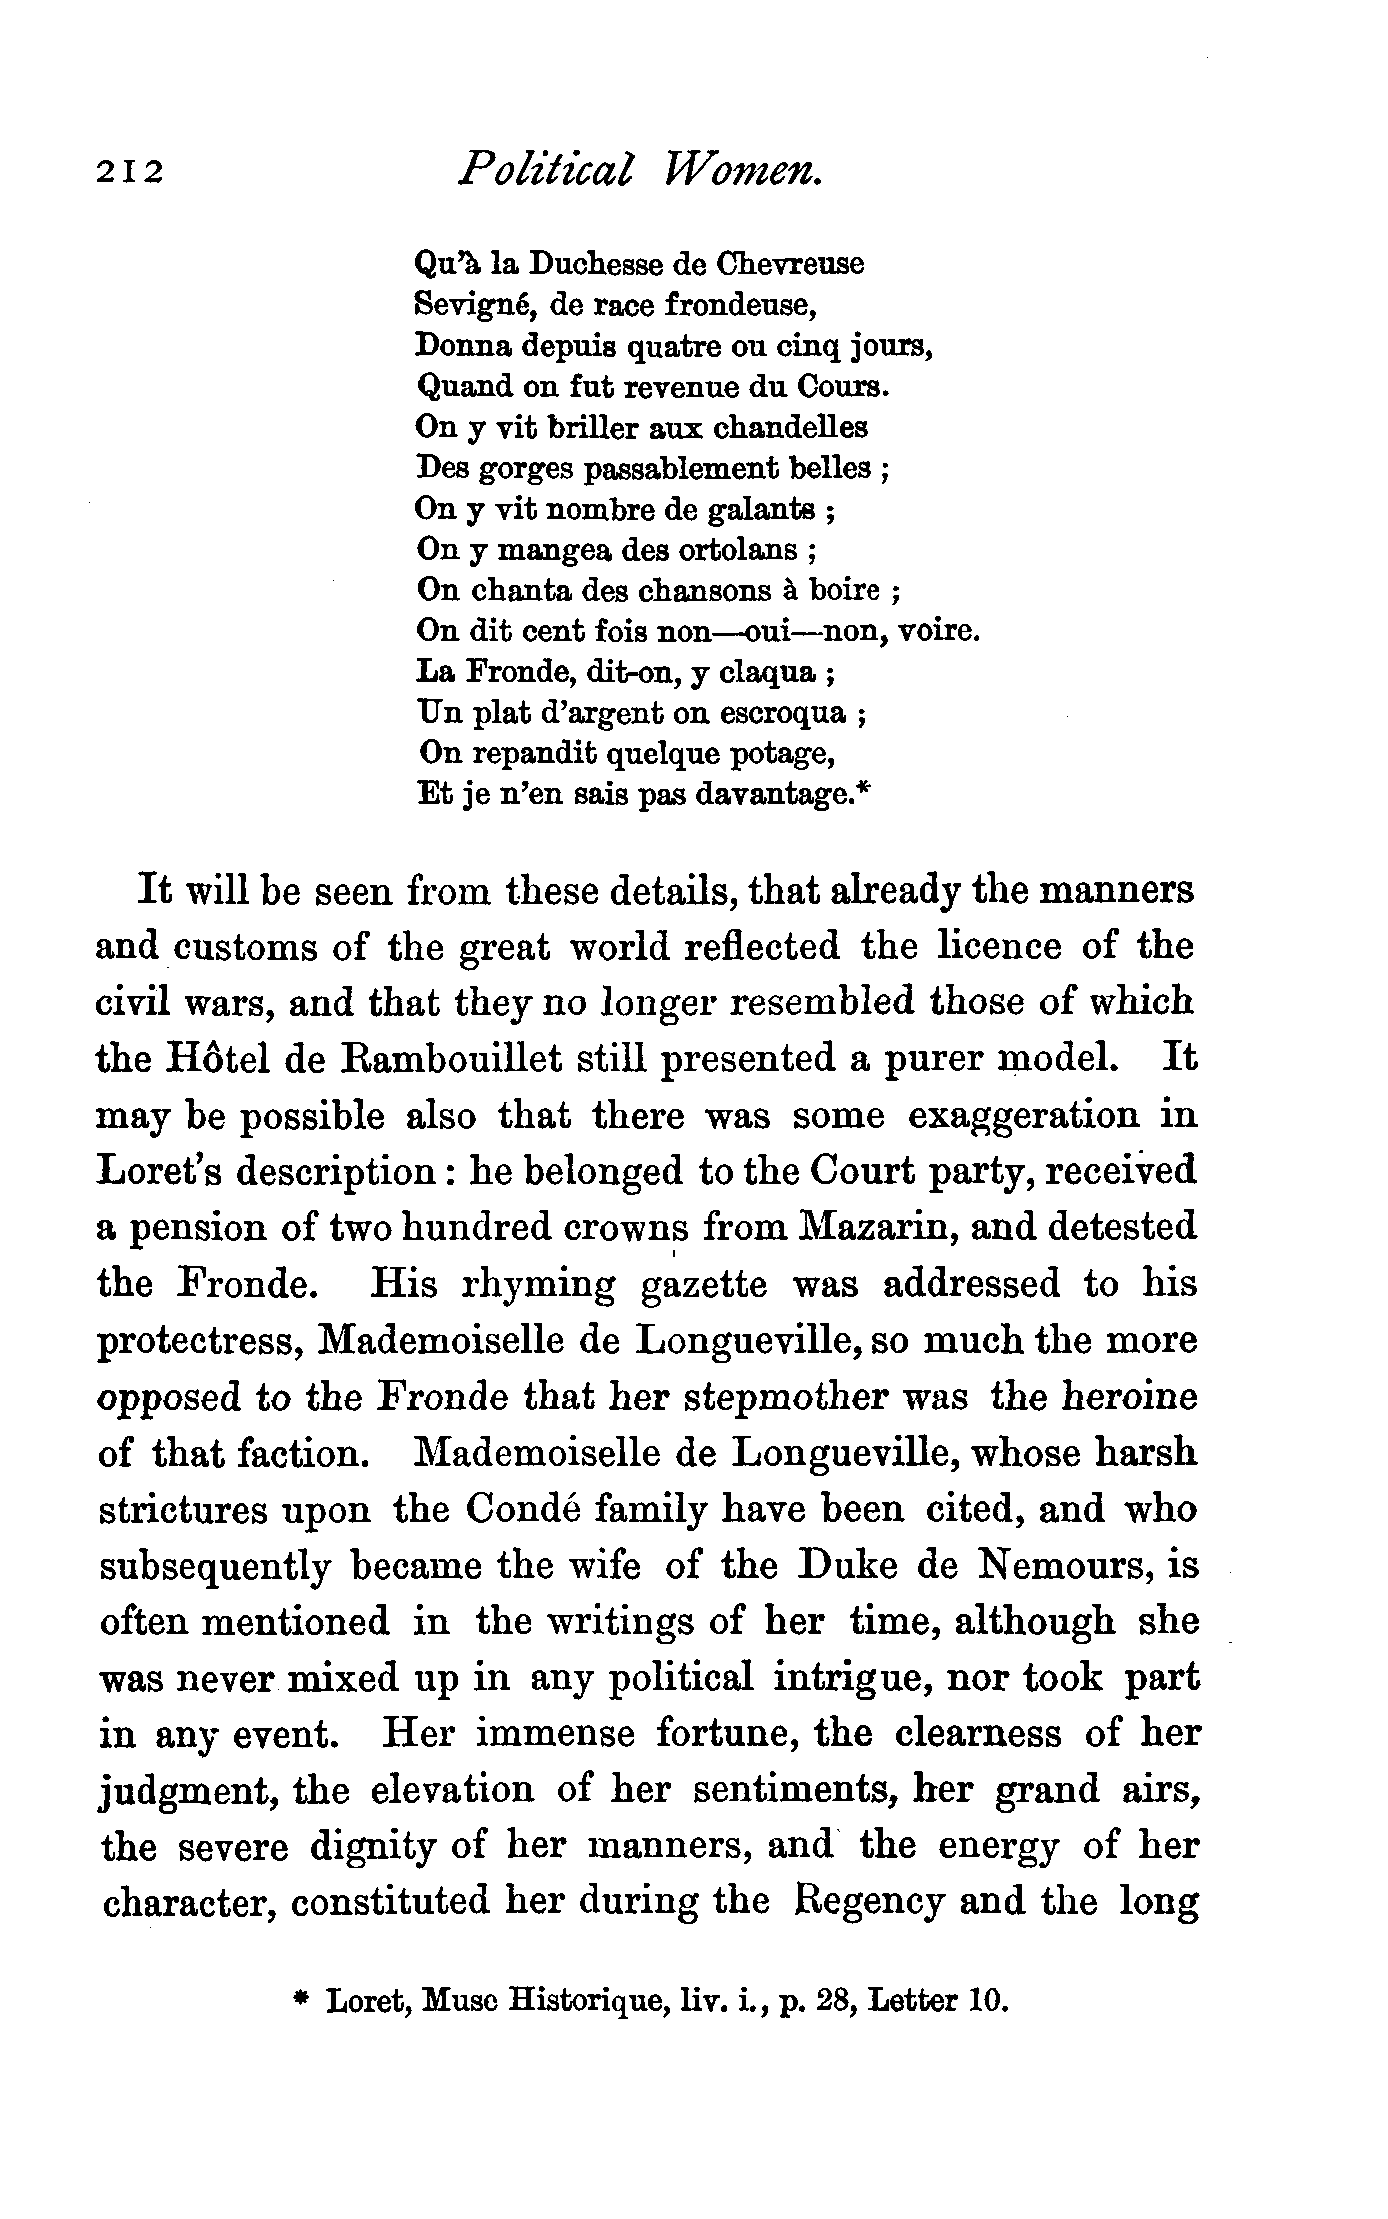 212 Political Women.
Qu'à la Duchesse de Chevreuse
Sevigné, de race frondeuse,
Donna depuis quatre ou cinq jours,
Quand on fut revenue du Cours.
On y vit briller aux chandelles
Des gorges passablement belles ;
On y vit nombre de galants ;
On y mangea des ortolans ;
On chanta des chansons à boire ;
On dit cent fois non—oui—non, voire.
La Fronde, dit-on, y claqua ;
Un plat d'argent on escroqua ;
On repandit quelque potage,
Et je n'en sais pas davantage.*
It will be seen from these details, that already the manners
and customs of the great world reflected the licence of the
civil wars, and that they no longer resembled those of which
the Hôtel de Rambouillet still presented a purer model. It
may be possible also that there was some exaggeration in
Loret's description : he belonged to the Court party, received
a pension of two hundred crowns from Mazarin, and detested
the Fronde. His rhyming gazette was addressed to his
protectress, Mademoiselle de Longueville, so much the more
opposed to the Fronde that her stepmother was the heroine
of that faction. Mademoiselle de Longueville, whose harsh
strictures upon the Condé family have been cited, and who
subsequently became the wife of the Duke de Nemours, is
often mentioned in the writings of her time, although she
was never mixed up in any political intrigue, nor took part
in any event. Her immense fortune, the clearness of her
judgment, the elevation of her sentiments, her grand airs,
the severe dignity of her manners, and the energy of her
character, constituted her during the Regency and the long
* Loret, Muse Historique, liv. i., p. 28, Letter 10.